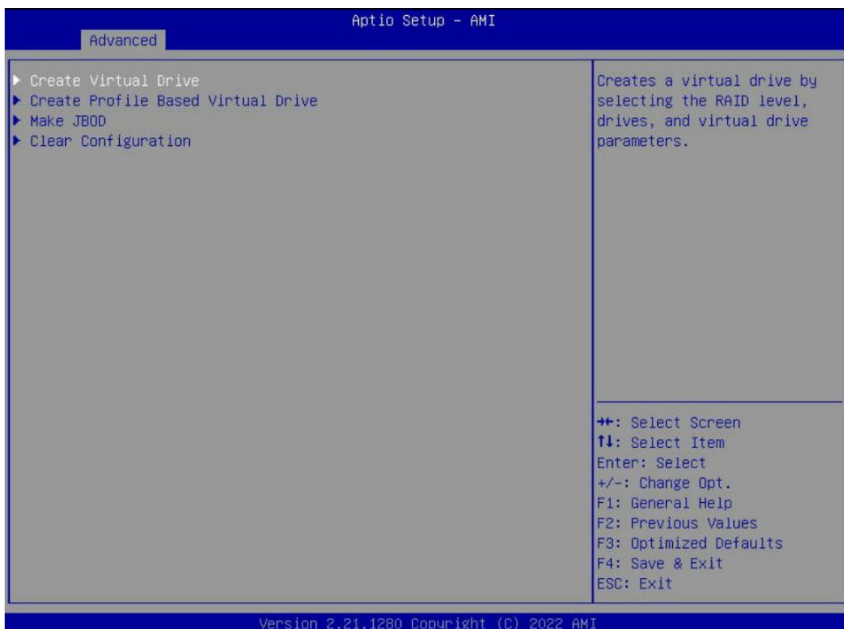 Aptio Setup – AMI
Advanced
▶ Create Virtual Drive
▶ Create Profile Based Virtual Drive
▶ Make JBOD
▶ Clear Configuration
Creates a virtual drive by
selecting the RAID level,
drives, and virtual drive
parameters.
→←: Select Screen
↑↓: Select Item
Enter: Select
+/-: Change Opt.
F1: General Help
F2: Previous Values
F3: Optimized Defaults
F4: Save & Exit
ESC: Exit
Version 2.21.1280 Copyright (C) 2022 AMI